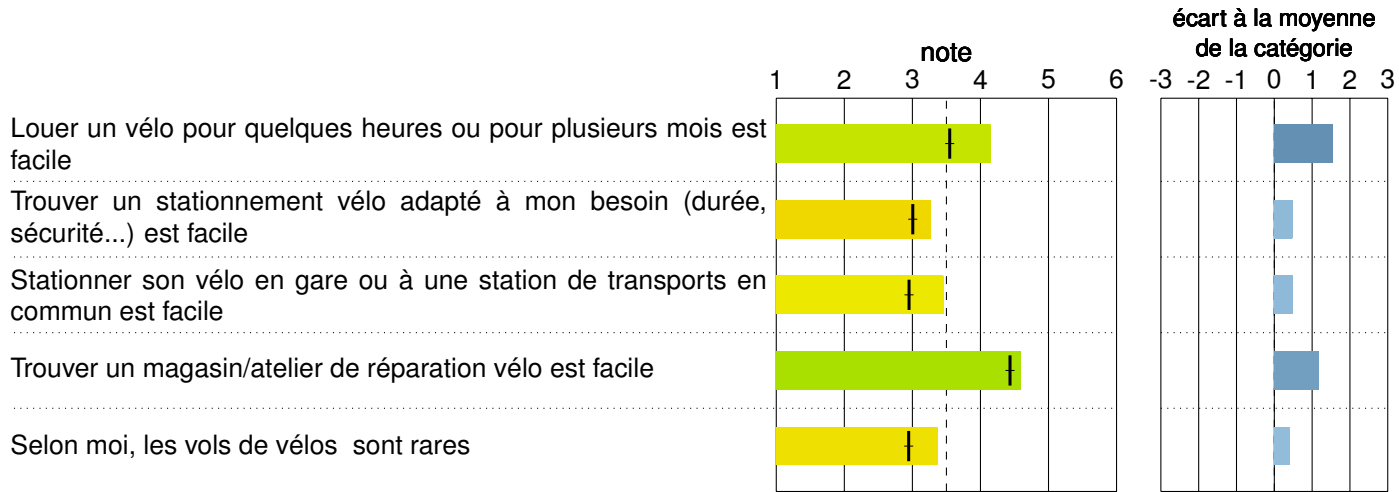 écart à la moyenne
note de la catégorie
1 2 3 4 5 6 -3 -2 -1 0 1 2 3
Louer un vélo pour quelques heures ou pour plusieurs mois est
facile
Trouver un stationnement vélo adapté à mon besoin (durée,
sécurité...) est facile
Stationner son vélo en gare ou à une station de transports en
commun est facile
Trouver un magasin/atelier de réparation vélo est facile
Selon moi, les vols de vélos sont rares